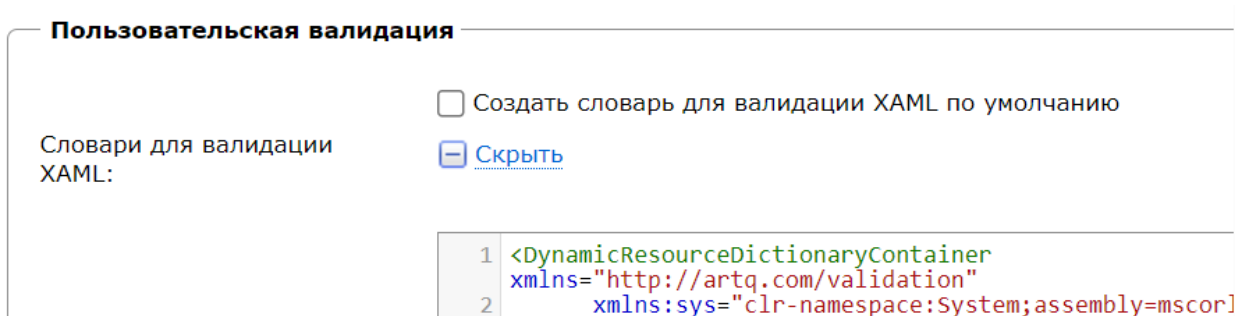 Пользовательская валидация
Создать словарь для валидации XAML по умолчанию
Словари для валидации
XAML:
Скрыть
1 <DynamicResourceDictionaryContainer
xmlns="http://artq.com/validation"
2 xmlns:sys="clr-namespace:System;assembly=mscorl